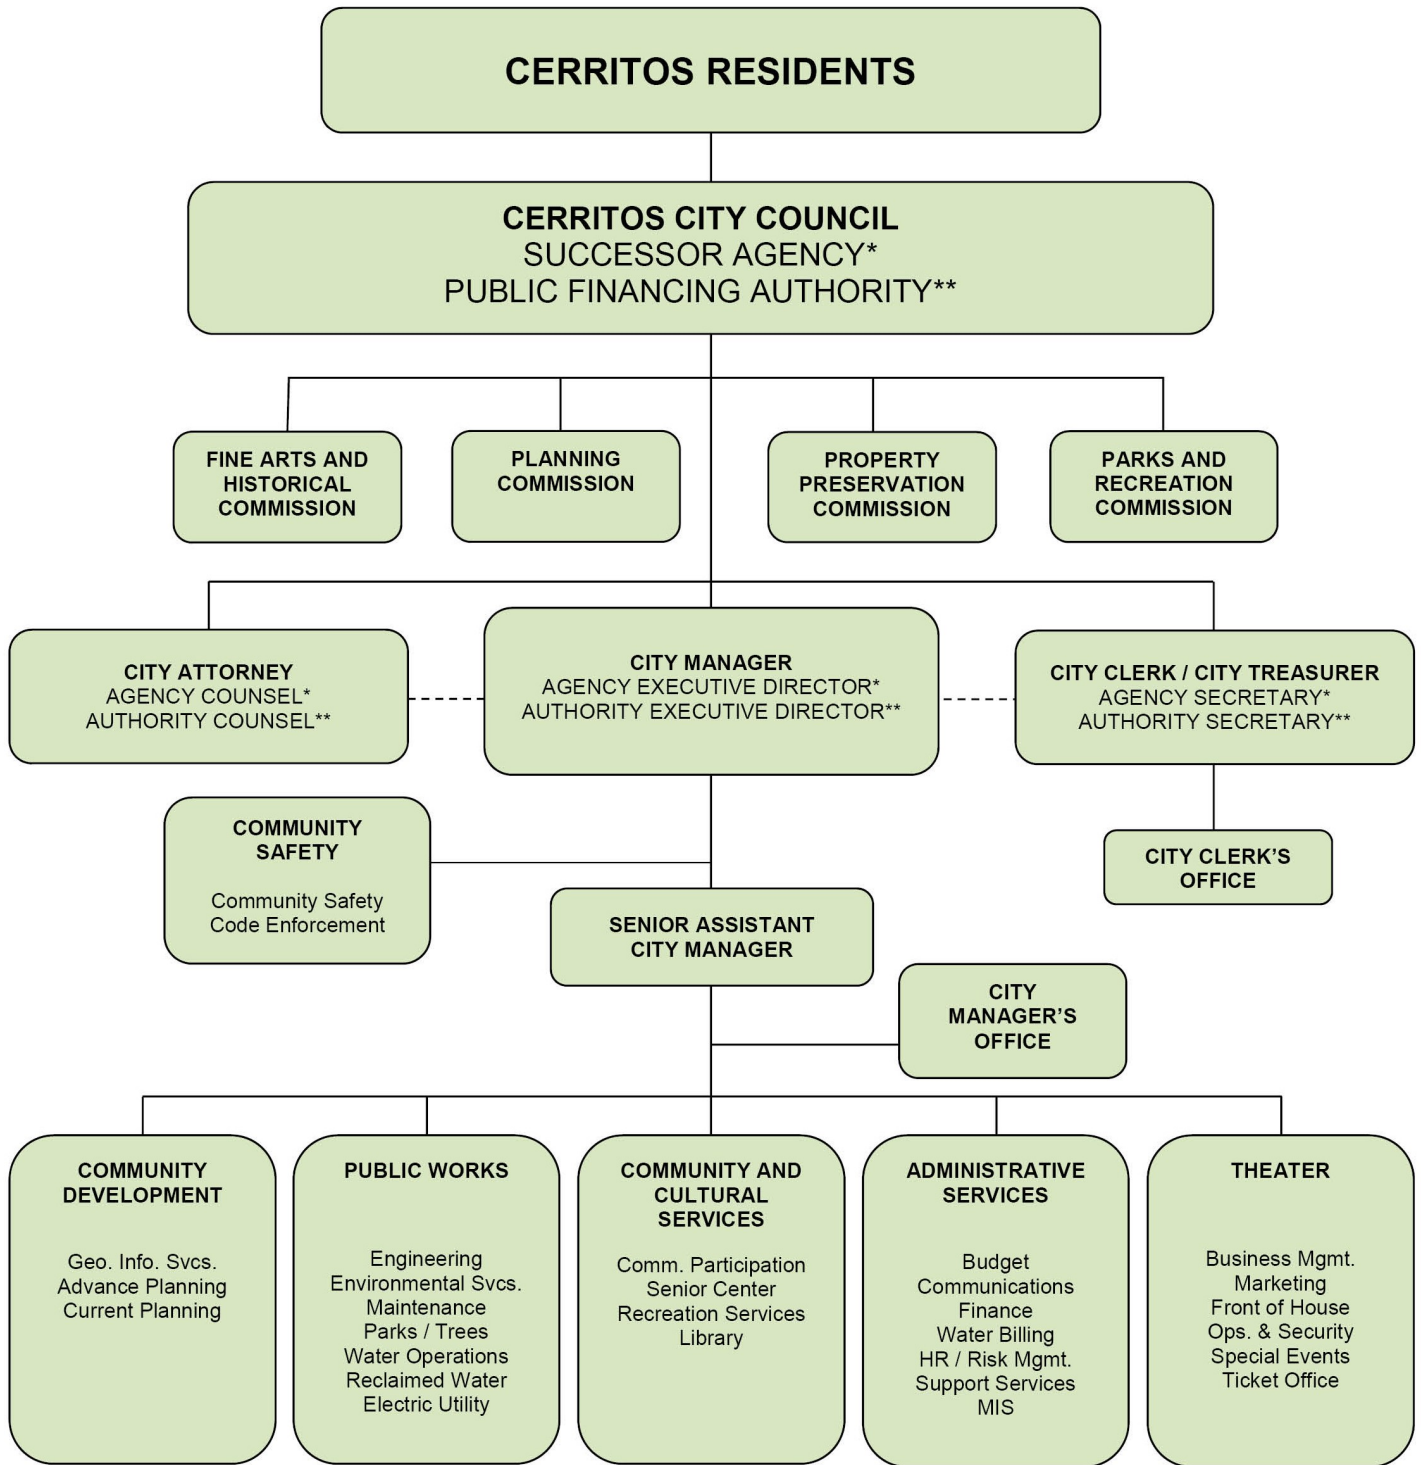 CERRITOS RESIDENTS
CERRITOS CITY COUNCIL
SUCCESSOR AGENCY*
PUBLIC FINANCING AUTHORITY**
FINE ARTS AND
HISTORICAL
COMMISSION
PLANNING
COMMISSION
PROPERTY
PRESERVATION
COMMISSION
PARKS AND
RECREATION
COMMISSION
CITY ATTORNEY
AGENCY COUNSEL*
AUTHORITY COUNSEL**
CITY MANAGER
AGENCY EXECUTIVE DIRECTOR*
AUTHORITY EXECUTIVE DIRECTOR**
CITY CLERK / CITY TREASURER
AGENCY SECRETARY*
AUTHORITY SECRETARY**
COMMUNITY
SAFETY
Community Safety
Code Enforcement
CITY CLERK’S
OFFICE
SENIOR ASSISTANT
CITY MANAGER
CITY
MANAGER’S
OFFICE
COMMUNITY
DEVELOPMENT
Geo. Info. Svcs.
Advance Planning
Current Planning
PUBLIC WORKS
Engineering
Environmental Svcs.
Maintenance
Parks / Trees
Water Operations
Reclaimed Water
Electric Utility
COMMUNITY AND
CULTURAL
SERVICES
Comm. Participation
Senior Center
Recreation Services
Library
ADMINISTRATIVE
SERVICES
Budget
Communications
Finance
Water Billing
HR / Risk Mgmt.
Support Services
MIS
THEATER
Business Mgmt.
Marketing
Front of House
Ops. & Security
Special Events
Ticket Office